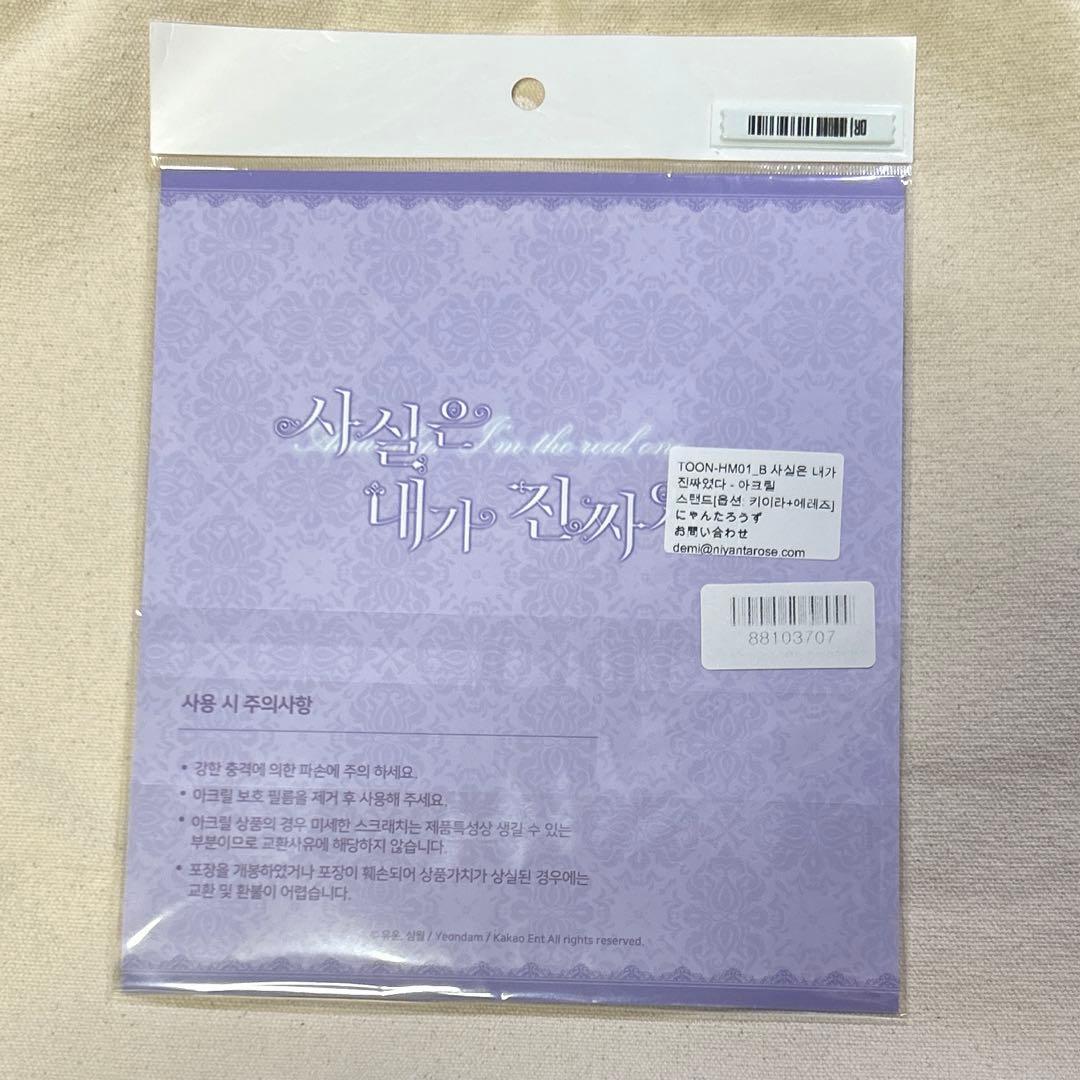 사실은
I'm the real one
내가 진짜
TOON-HM01_B 사실은 내가
진짜였다 - 아크릴
스탠드[옵션: 키이라+에레즈]
にゃんたろうず
お問い合わせ
demi@niyantarose.com
88103707
사용 시 주의사항
• 강한 충격에 의한 파손에 주의 하세요.
• 아크릴 보호 필름을 제거 후 사용해 주세요.
• 아크릴 상품의 경우 미세한 스크래치는 제품특성상 생길 수 있는
부분이므로 교환사유에 해당하지 않습니다.
• 포장을 개봉하였거나 포장이 훼손되어 상품가치가 상실된 경우에는
교환 및 환불이 어렵습니다.
© 유운, 삼월 / Yeondam / Kakao Ent All rights reserved.